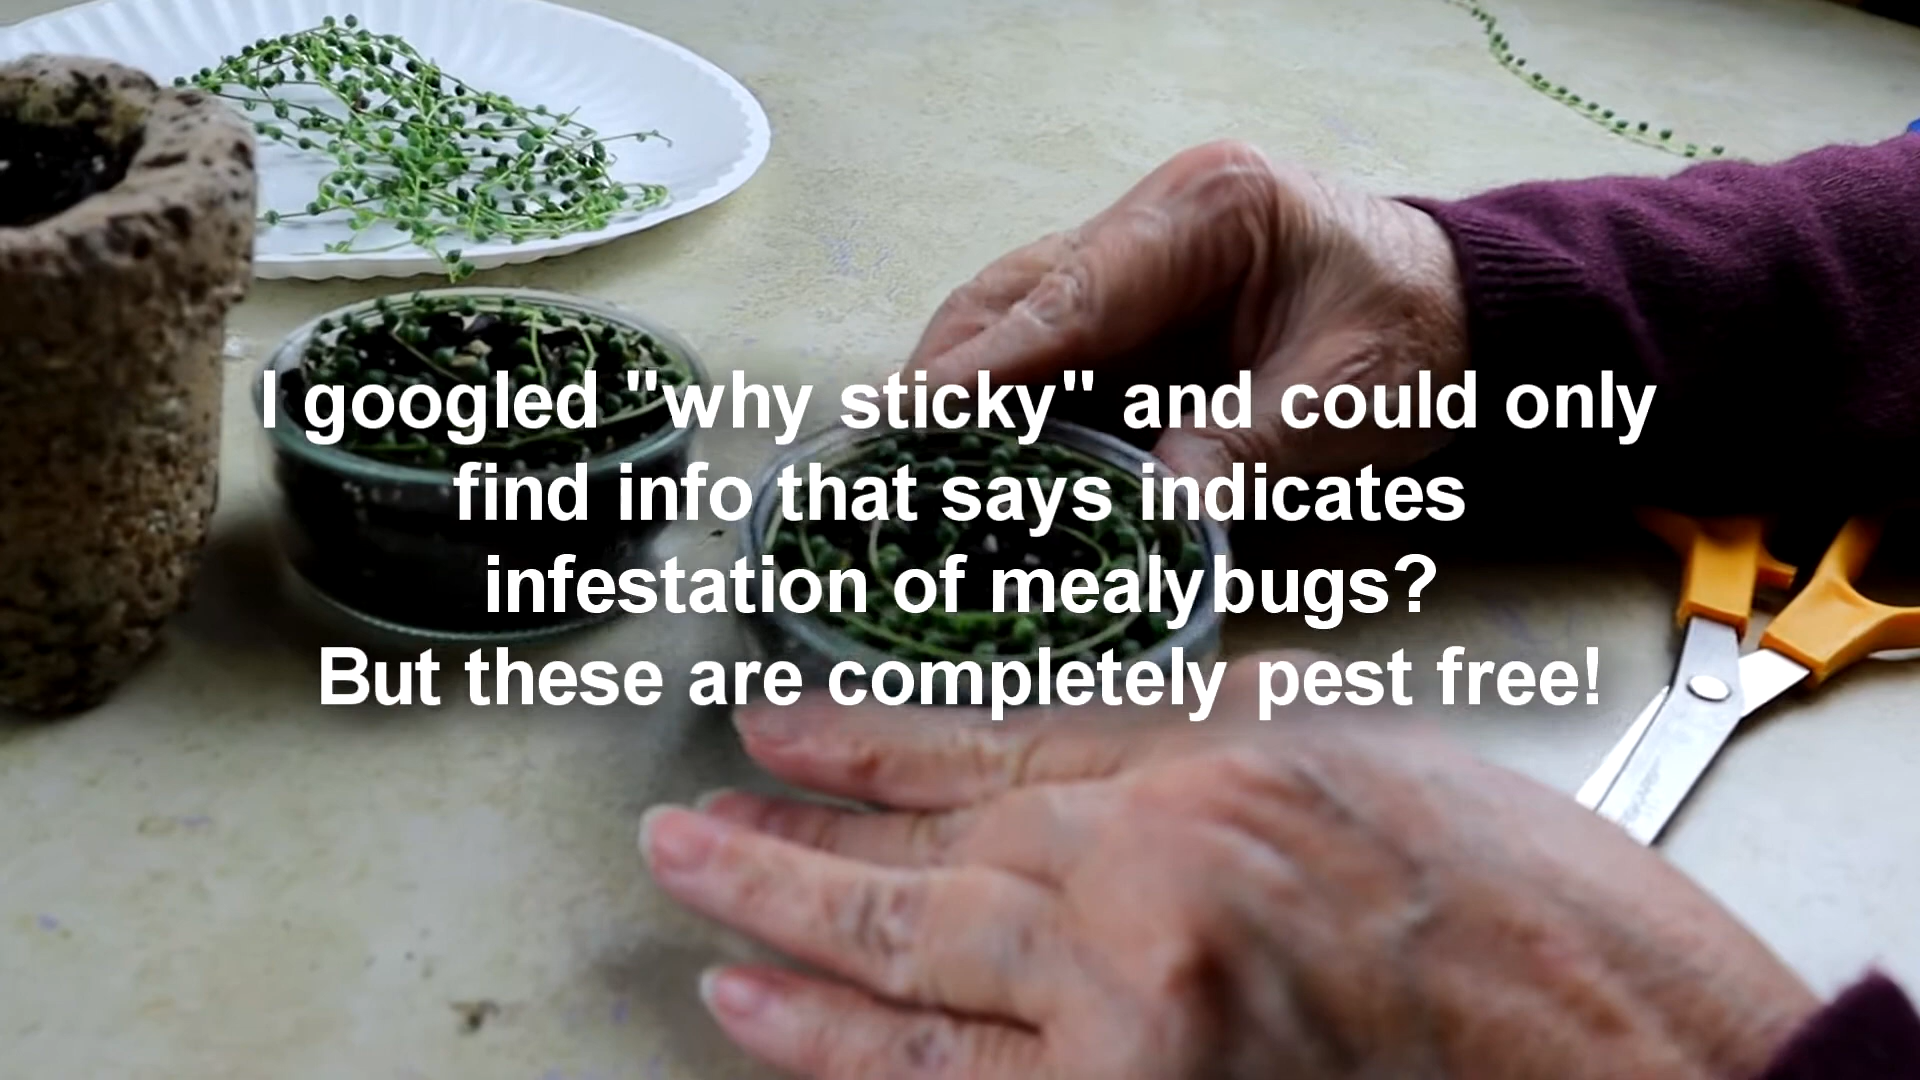 I googled "why sticky" and could only
find info that says indicates
infestation of mealybugs?
But these are completely pest free!